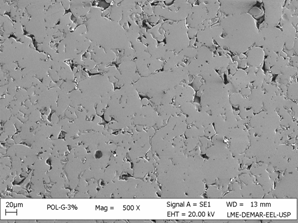 20µm
POL-G-3%
Mag = 500 X
Signal A = SE1
WD = 13 mm
EHT = 20.00 kV
LME-DEMAR-EEL-USP